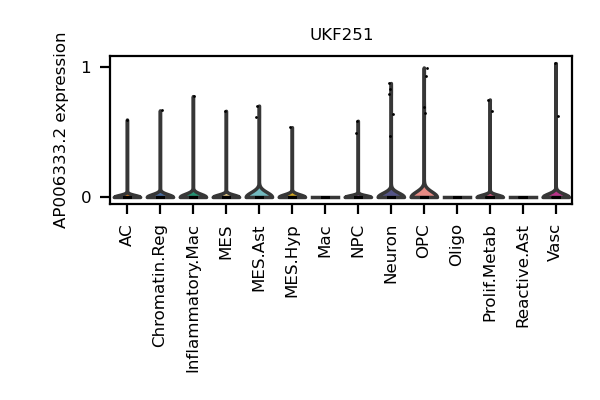 UKF251
AP006333.2 expression
1
0
AC
Chromatin.Reg
Inflammatory.Mac
MES
MES.Ast
MES.Hyp
Mac
NPC
Neuron
OPC
Oligo
Prolif.Metab
Reactive.Ast
Vasc